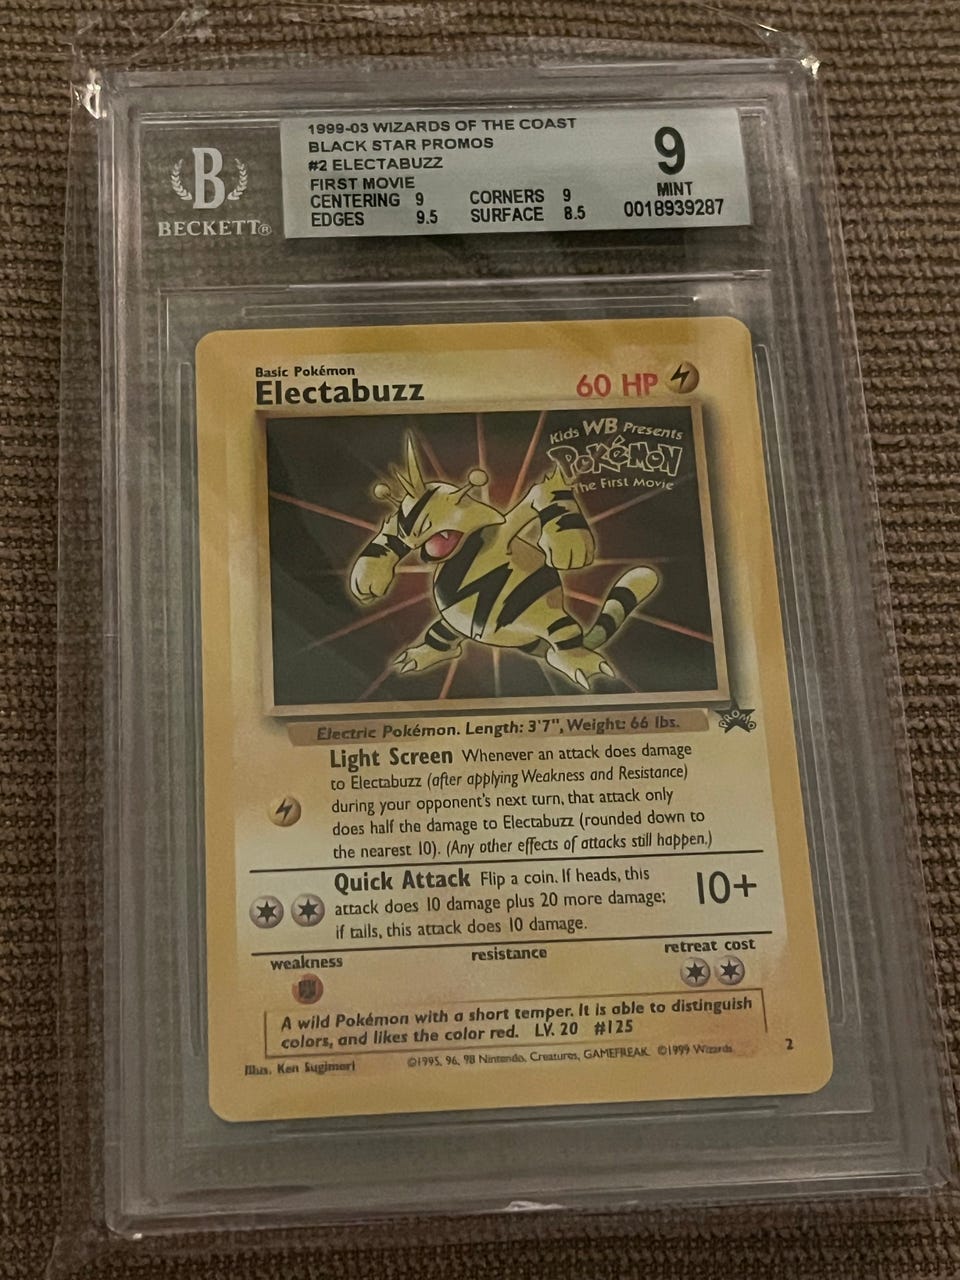 1999-03 WIZARDS OF THE COAST
BLACK STAR PROMOS
#2 ELECTABUZZ
FIRST MOVIE
CENTERING 9 CORNERS 9
EDGES 9.5 SURFACE 8.5
9
MINT
0018939287
B
BECKETT®
Basic Pokémon
Electabuzz
60 HP
Kids WB Presents
POKéMON
The First Movie
Electric Pokémon. Length: 3'7", Weight: 66 lbs.
PROMO
Light Screen Whenever an attack does damage
to Electabuzz (after applying Weakness and Resistance)
during your opponent's next turn, that attack only
does half the damage to Electabuzz (rounded down to
the nearest 10). (Any other effects of attacks still happen.)
Quick Attack Flip a coin. If heads, this
attack does 10 damage plus 20 more damage;
if tails, this attack does 10 damage.
10+
weakness
resistance
retreat cost
A wild Pokémon with a short temper. It is able to distinguish
colors, and likes the color red. LV. 20 #125
Illus. Ken Sugimori
©1995, 96, 98 Nintendo, Creatures, GAMEFREAK. ©1999 Wizards.
2